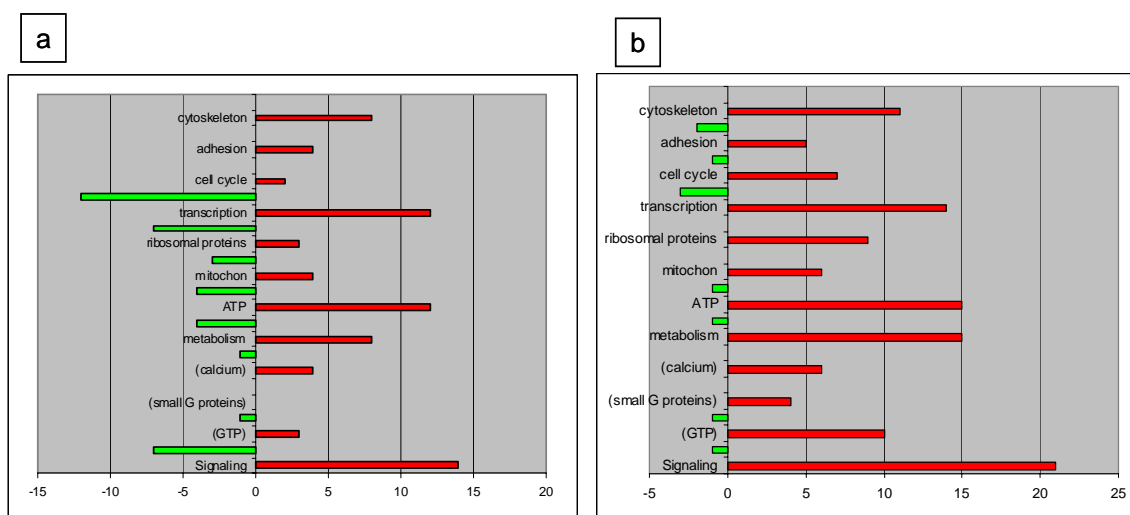 a
cytoskeleton
adhesion
cell cycle
transcription
ribosomal proteins
mitochon
ATP
metabolism
(calcium)
(small G proteins)
(GTP)
Signaling
-15 -10 -5 0 5 10 15 20
b
cytoskeleton
adhesion
cell cycle
transcription
ribosomal proteins
mitochon
ATP
metabolism
(calcium)
(small G proteins)
(GTP)
Signaling
-5 0 5 10 15 20 25